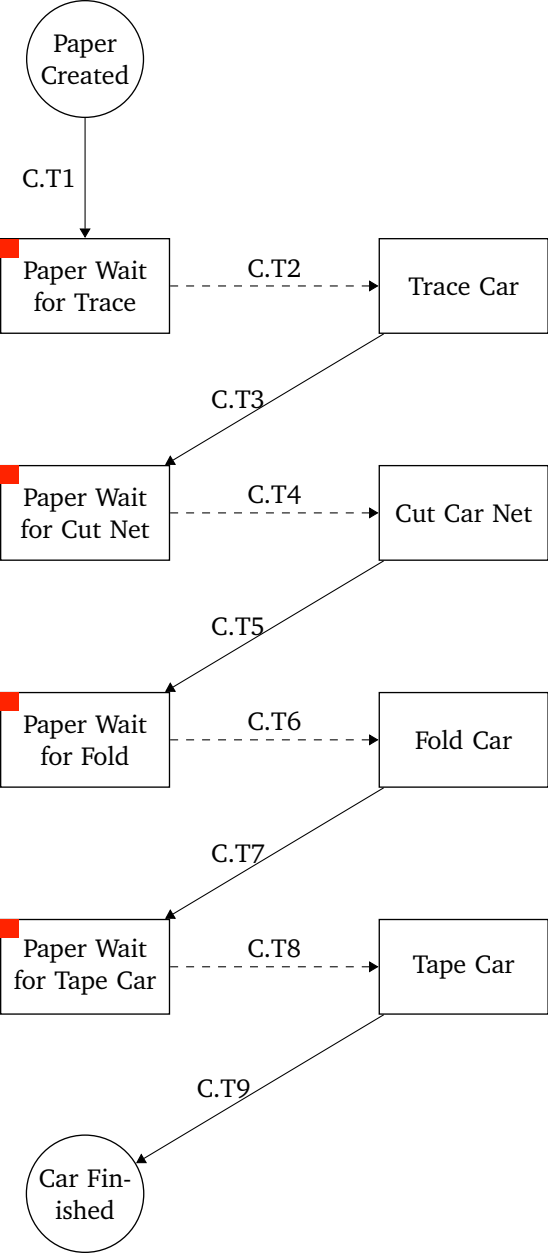 Paper
Created
C.T1
Paper Wait
for Trace
C.T2
Trace Car
C.T3
Paper Wait
for Cut Net
C.T4
Cut Car Net
C.T5
Paper Wait
for Fold
C.T6
Fold Car
C.T7
Paper Wait
for Tape Car
C.T8
Tape Car
C.T9
Car Fin-
ished